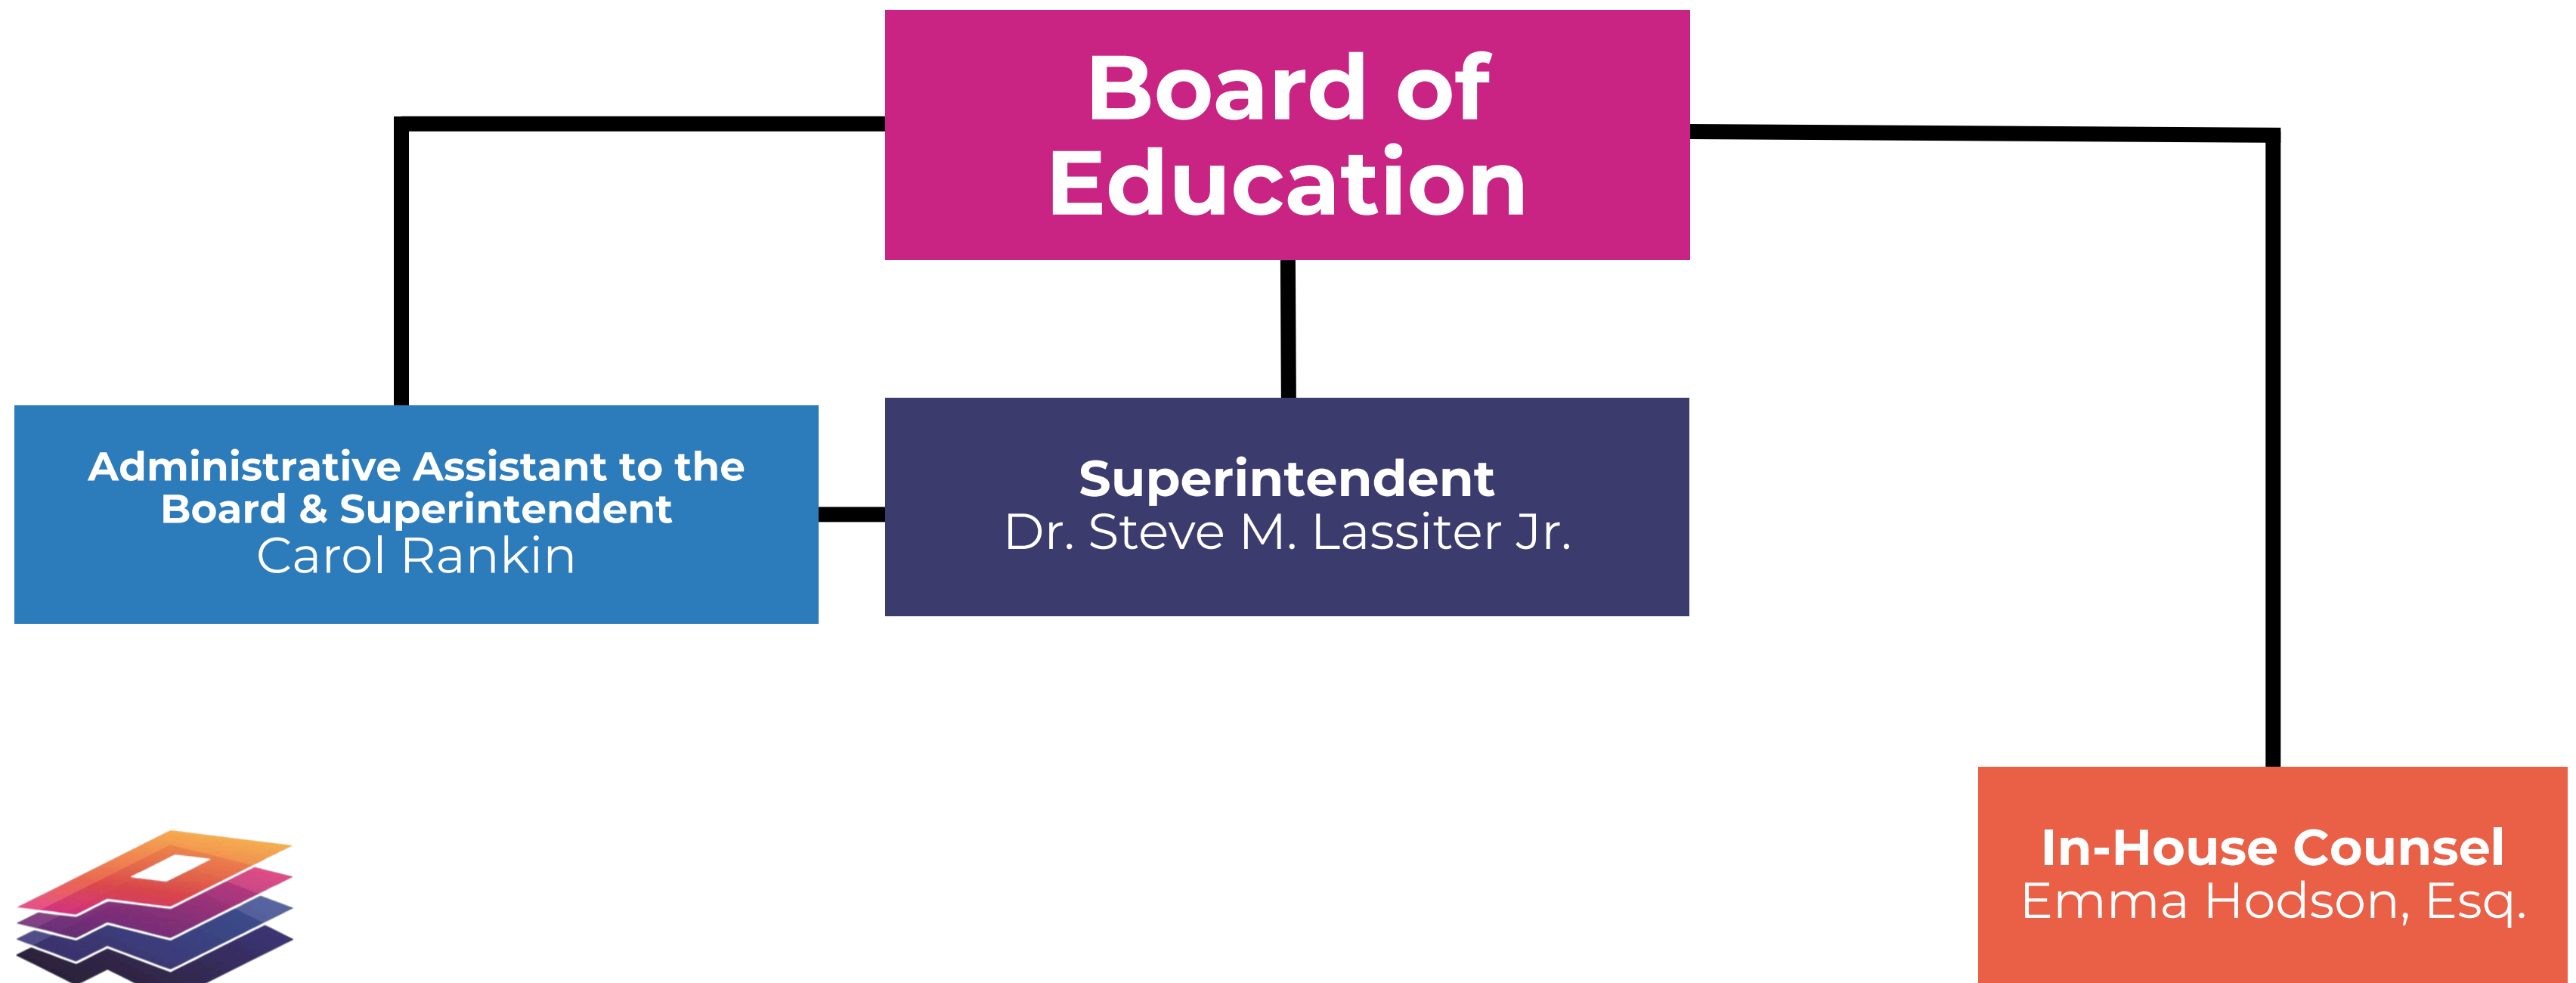 Board of
Education
Administrative Assistant to the
Board & Superintendent
Carol Rankin
Superintendent
Dr. Steve M. Lassiter Jr.
In-House Counsel
Emma Hodson, Esq.